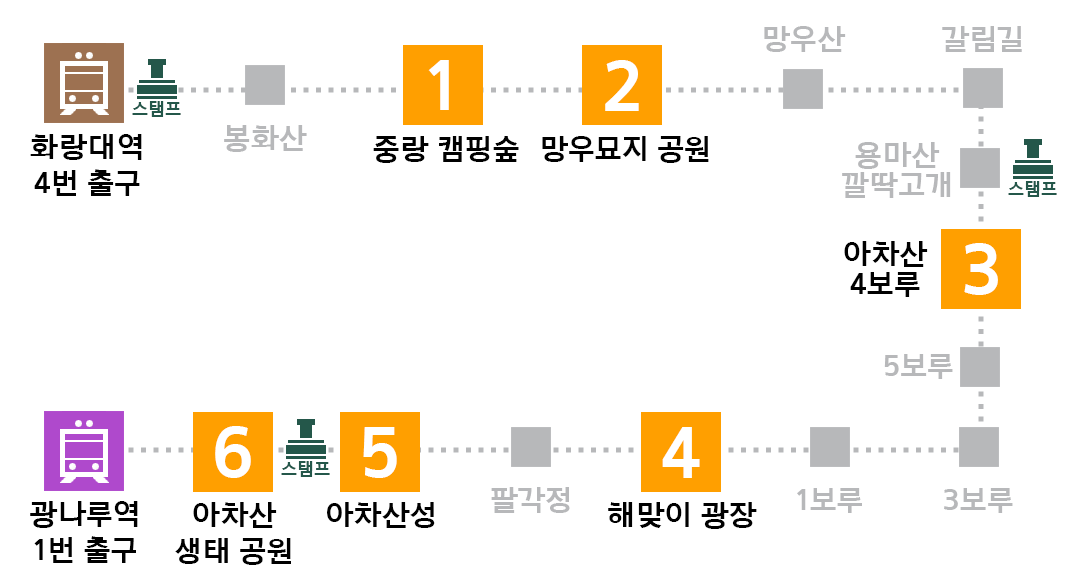 스탬프
화랑대역
4번 출구
봉화산
1
중랑 캠핑숲
2
망우묘지 공원
망우산
갈림길
용마산
깔딱고개
스탬프
아차산
4보루
3
5보루
3보루
1보루
4
해맞이 광장
팔각정
5
아차산성
스탬프
6
아차산
생태 공원
광나루역
1번 출구